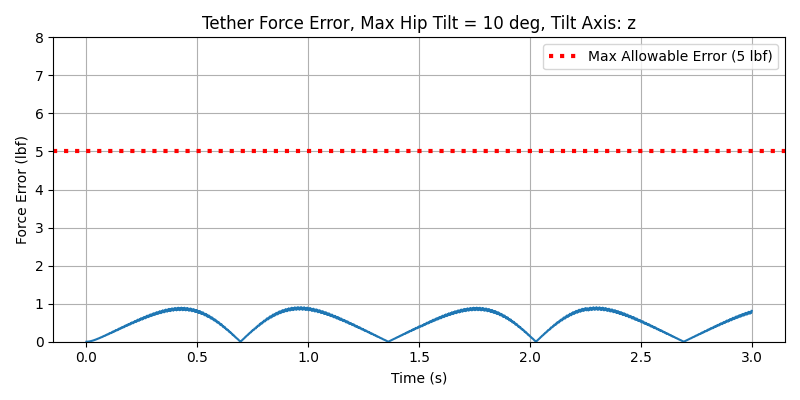 Tether Force Error, Max Hip Tilt = 10 deg, Tilt Axis: z
Max Allowable Error (5 lbf)
Force Error (lbf)
8
7
6
5
4
3
2
1
0
0.0 0.5 1.0 1.5 2.0 2.5 3.0
Time (s)